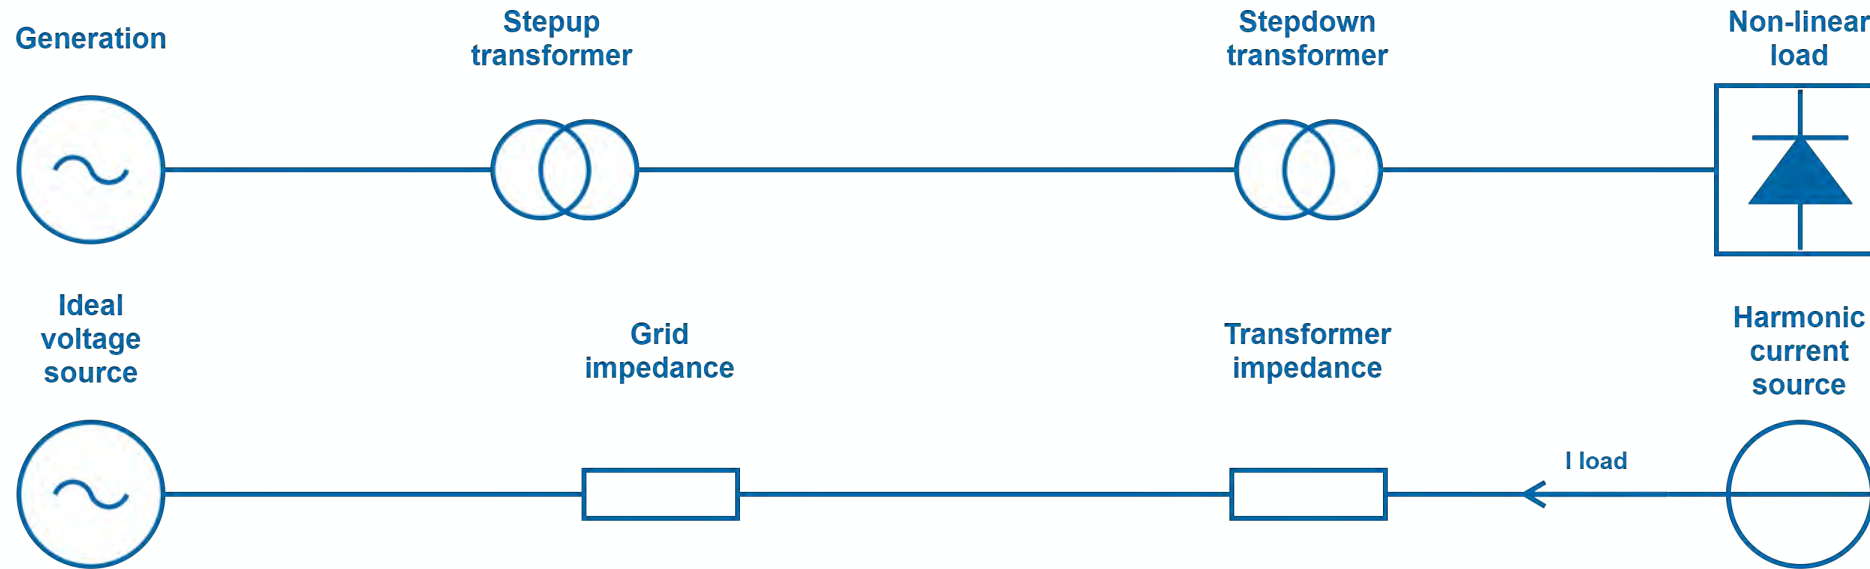 Generation
Stepup
transformer
Stepdown
transformer
Non-linear
load
Ideal
voltage
source
Grid
impedance
Transformer
impedance
Harmonic
current
source
I load